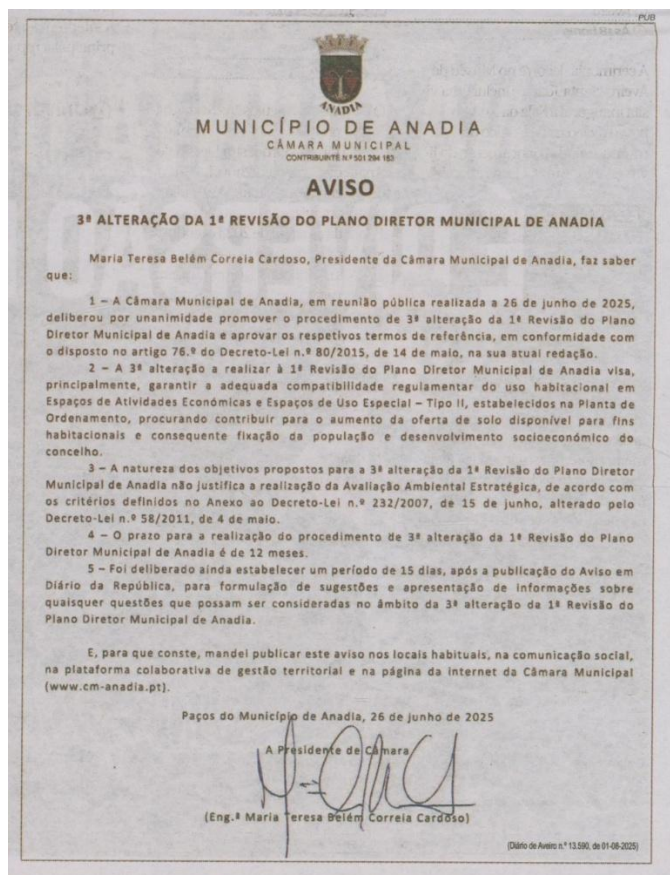 PUB
ANADIA
MUNICÍPIO DE ANADIA
CÂMARA MUNICIPAL
CONTRIBUINTE N.º 501 294 163
AVISO
3ª ALTERAÇÃO DA 1ª REVISÃO DO PLANO DIRETOR MUNICIPAL DE ANADIA
Maria Teresa Belém Correia Cardoso, Presidente da Câmara Municipal de Anadia, faz saber
que:
1 – A Câmara Municipal de Anadia, em reunião pública realizada a 26 de junho de 2025,
deliberou por unanimidade promover o procedimento de 3ª alteração da 1ª Revisão do Plano
Diretor Municipal de Anadia e aprovar os respetivos termos de referência, em conformidade com
o disposto no artigo 76.º do Decreto-Lei n.º 80/2015, de 14 de maio, na sua atual redação.
2 – A 3ª alteração a realizar à 1ª Revisão do Plano Diretor Municipal de Anadia visa,
principalmente, garantir a adequada compatibilidade regulamentar do uso habitacional em
Espaços de Atividades Económicas e Espaços de Uso Especial – Tipo II, estabelecidos na Planta de
Ordenamento, procurando contribuir para o aumento da oferta de solo disponível para fins
habitacionais e consequente fixação da população e desenvolvimento socioeconómico do
concelho.
3 – A natureza dos objetivos propostos para a 3ª alteração da 1ª Revisão do Plano Diretor
Municipal de Anadia não justifica a realização da Avaliação Ambiental Estratégica, de acordo com
os critérios definidos no Anexo ao Decreto-Lei n.º 232/2007, de 15 de junho, alterado pelo
Decreto-Lei n.º 58/2011, de 4 de maio.
4 – O prazo para a realização do procedimento de 3ª alteração da 1ª Revisão do Plano
Diretor Municipal de Anadia é de 12 meses.
5 – Foi deliberado ainda estabelecer um período de 15 dias, após a publicação do Aviso em
Diário da República, para formulação de sugestões e apresentação de informações sobre
quaisquer questões que possam ser consideradas no âmbito da 3ª alteração da 1ª Revisão do
Plano Diretor Municipal de Anadia.
E, para que conste, mandei publicar este aviso nos locais habituais, na comunicação social,
na plataforma colaborativa de gestão territorial e na página da internet da Câmara Municipal
(www.cm-anadia.pt).
Paços do Município de Anadia, 26 de junho de 2025
A Presidente de Câmara
(Eng.ª Maria Teresa Belém Correia Cardoso)
(Diário de Aveiro n.º 13.590, de 01-08-2025)